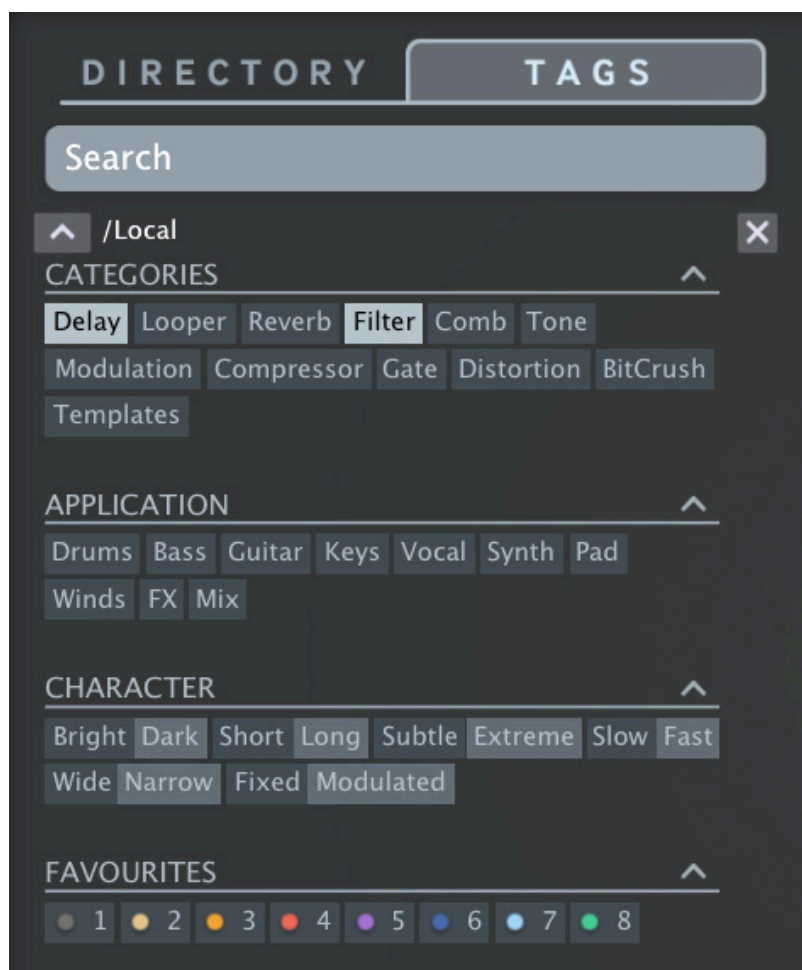 DIRECTORY TAGS
Search
/Local
CATEGORIES
Delay Looper Reverb Filter Comb Tone
Modulation Compressor Gate Distortion BitCrush
Templates
APPLICATION
Drums Bass Guitar Keys Vocal Synth Pad
Winds FX Mix
CHARACTER
Bright Dark Short Long Subtle Extreme Slow Fast
Wide Narrow Fixed Modulated
FAVOURITES
1 2 3 4 5 6 7 8